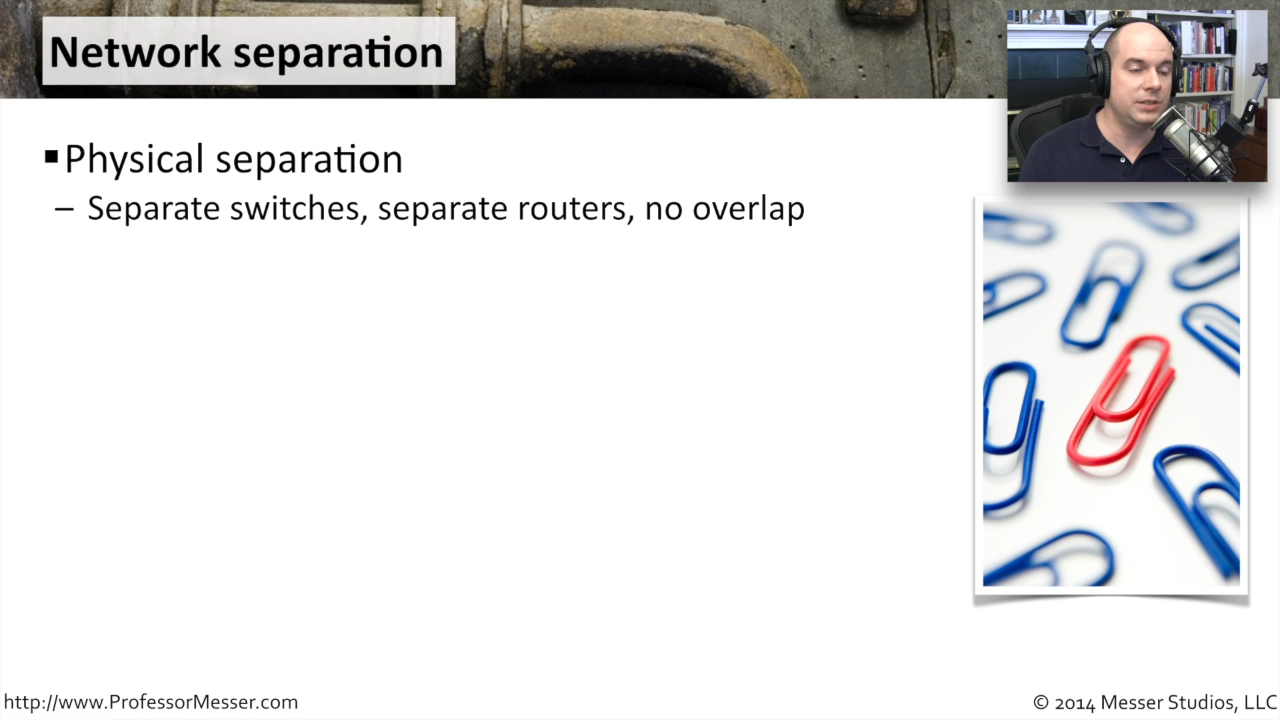 Network separation
▪Physical separation
– Separate switches, separate routers, no overlap
http://www.ProfessorMesser.com
© 2014 Messer Studios, LLC